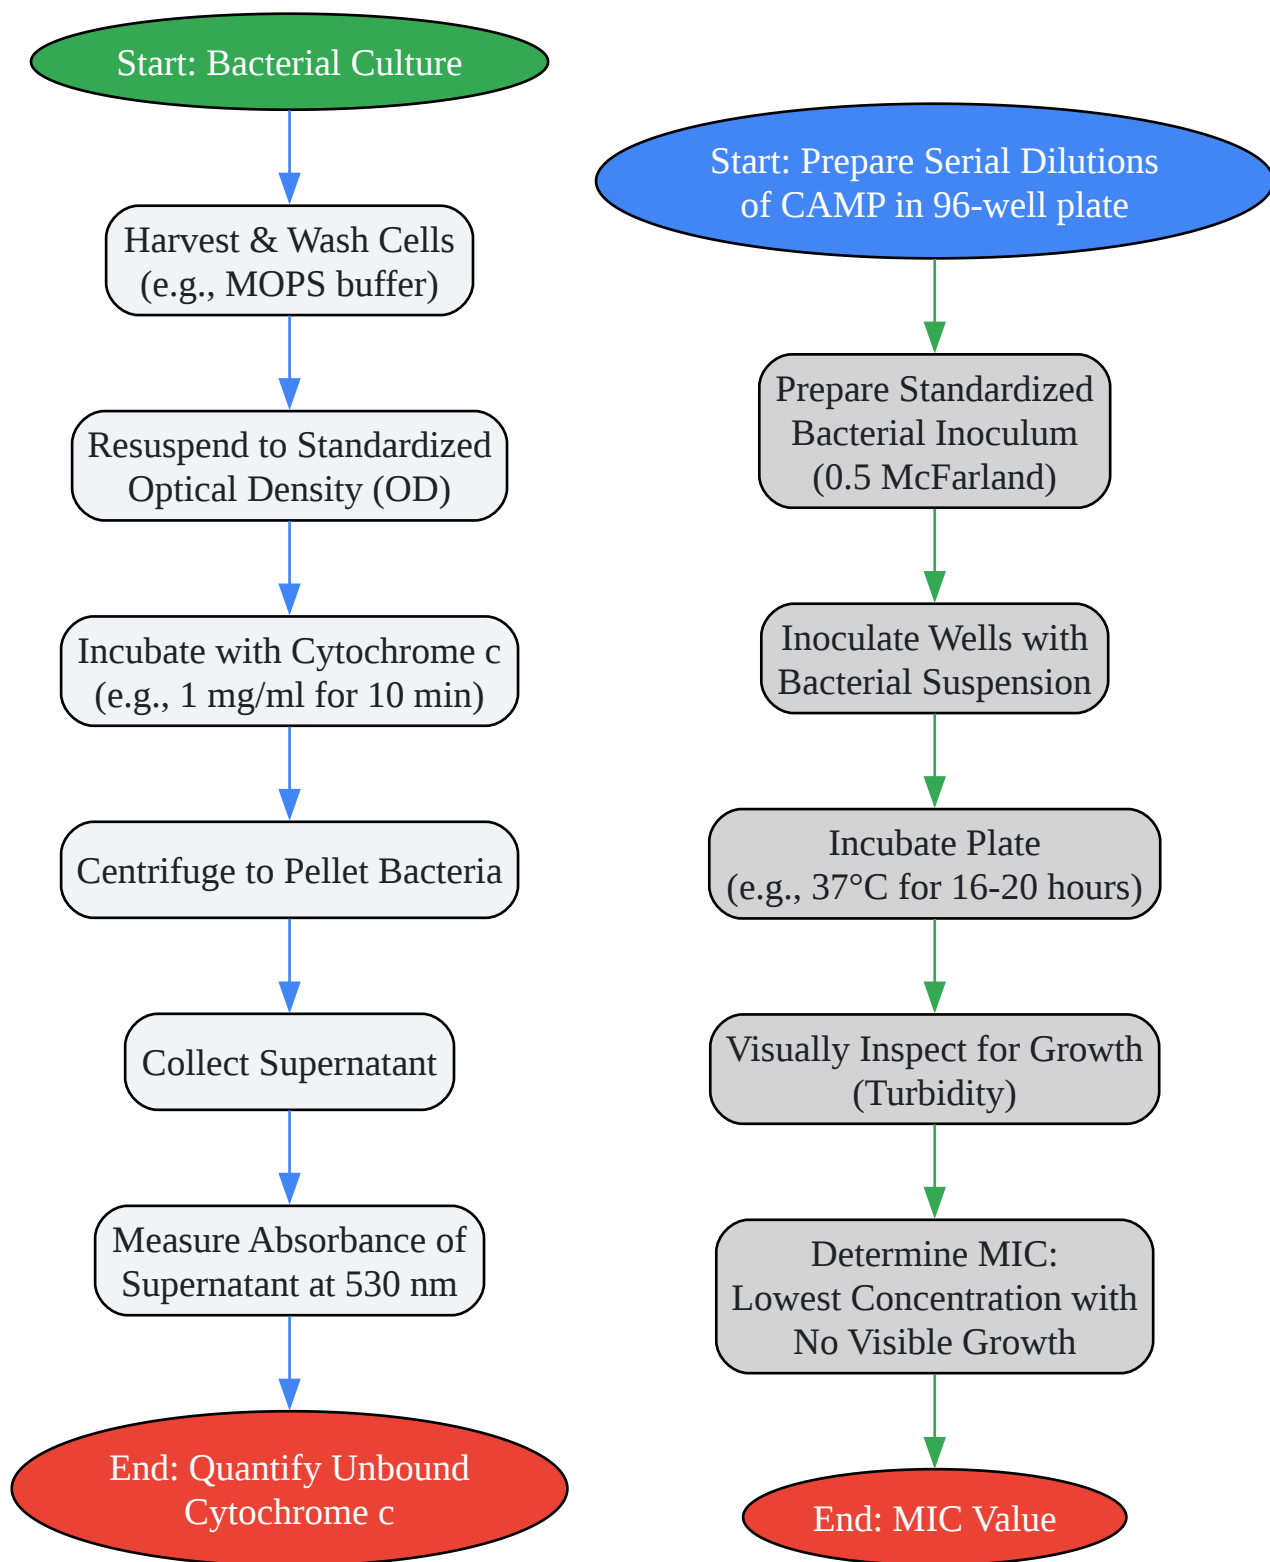 Start: Bacterial Culture
Harvest & Wash Cells
(e.g., MOPS buffer)
Resuspend to Standardized
Optical Density (OD)
Incubate with Cytochrome c
(e.g., 1 mg/ml for 10 min)
Centrifuge to Pellet Bacteria
Collect Supernatant
Measure Absorbance of
Supernatant at 530 nm
End: Quantify Unbound
Cytochrome c
Start: Prepare Serial Dilutions
of CAMP in 96-well plate
Prepare Standardized
Bacterial Inoculum
(0.5 McFarland)
Inoculate Wells with
Bacterial Suspension
Incubate Plate
(e.g., 37°C for 16-20 hours)
Visually Inspect for Growth
(Turbidity)
Determine MIC:
Lowest Concentration with
No Visible Growth
End: MIC Value